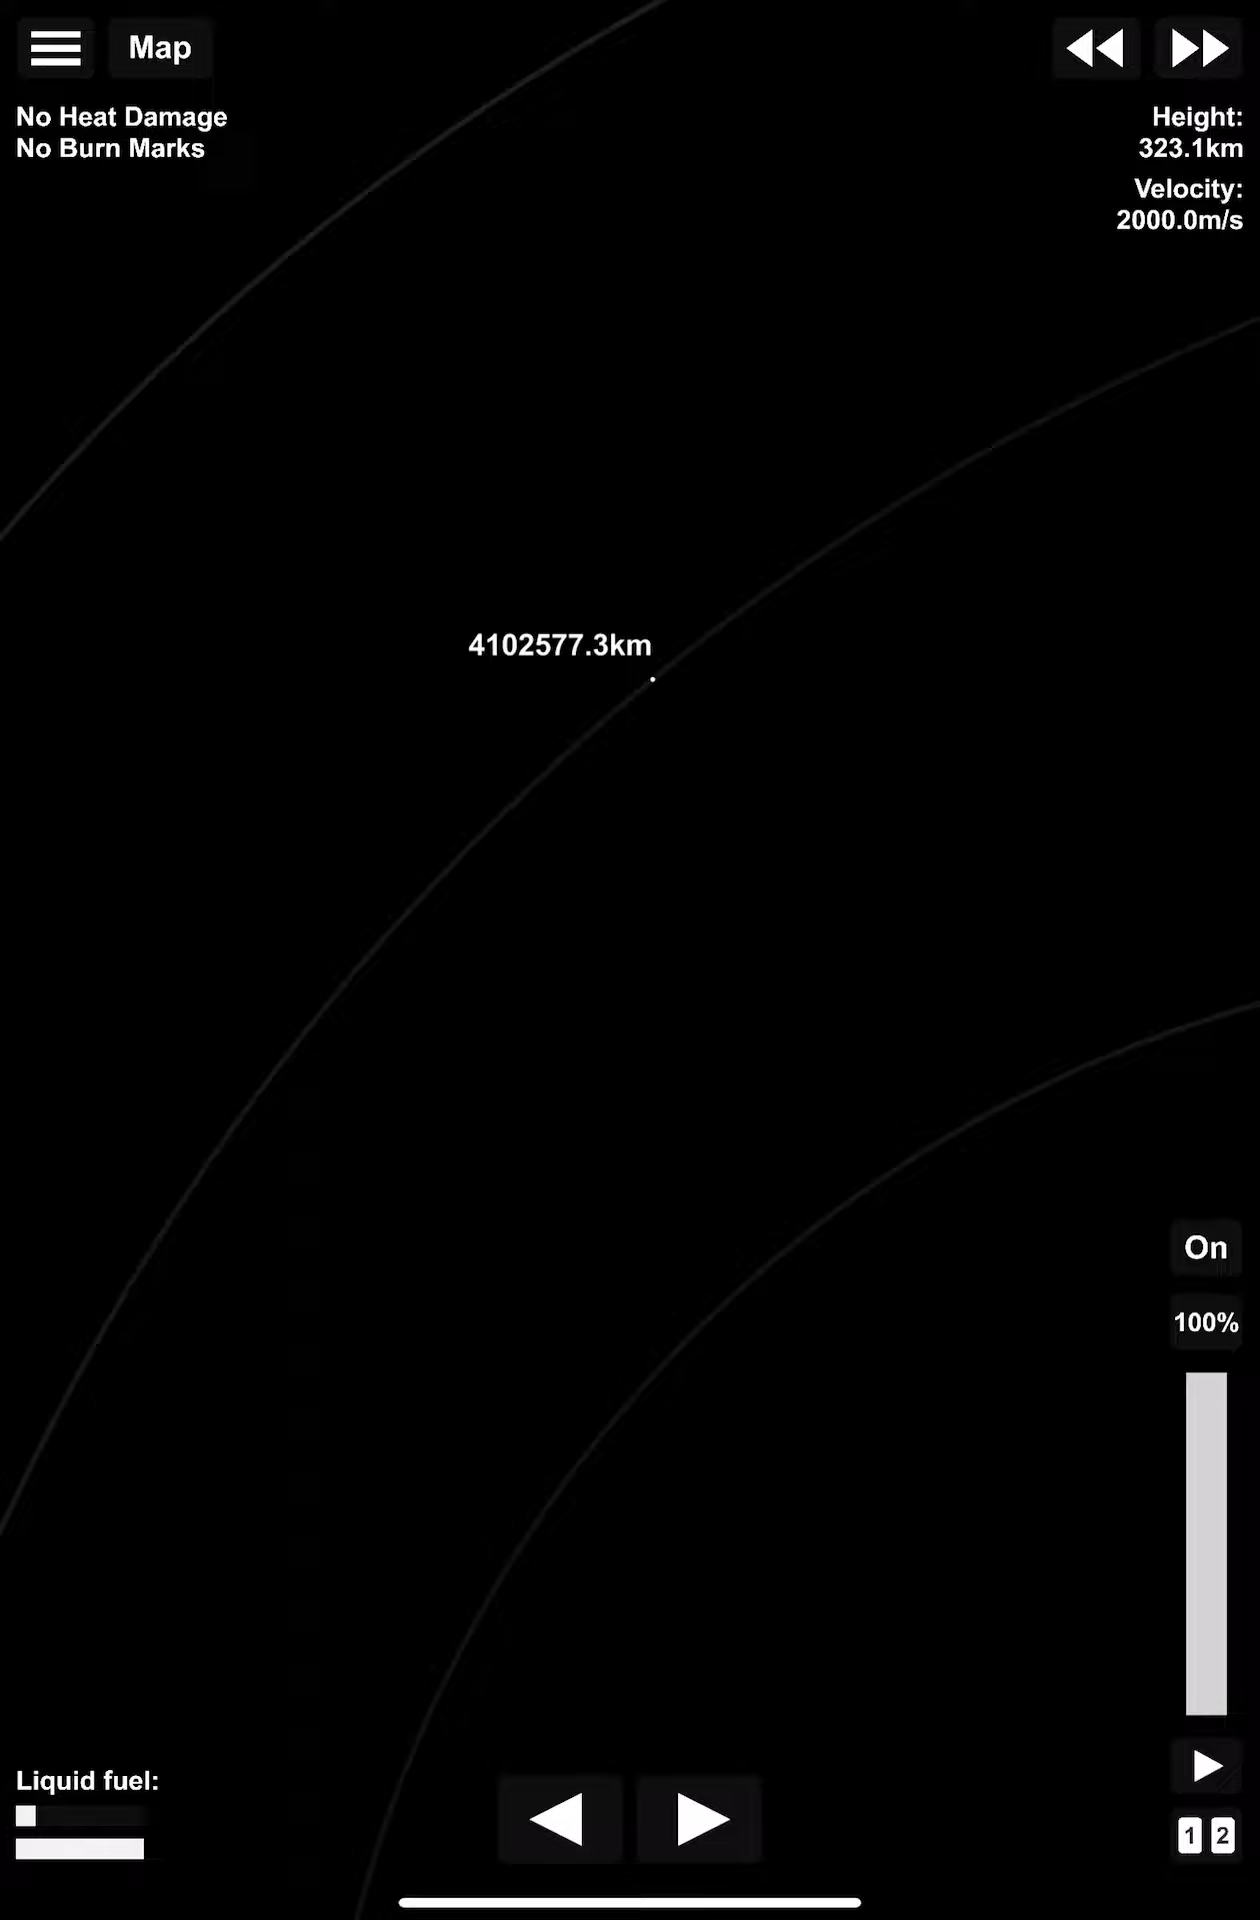 Map
No Heat Damage
No Burn Marks
Height:
323.1km
Velocity:
2000.0m/s
4102577.3km
On
100%
Liquid fuel:
1 2